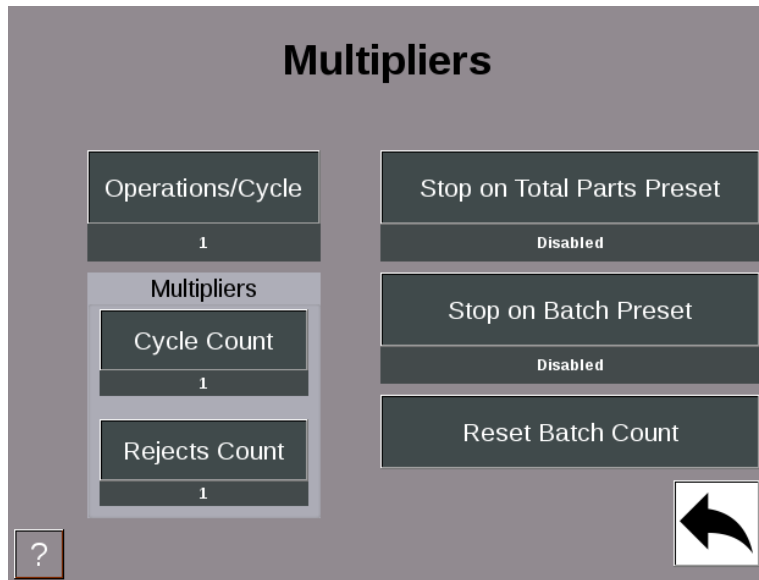 Multipliers
Operations/Cycle
1
Multipliers
Cycle Count
1
Rejects Count
1
Stop on Total Parts Preset
Disabled
Stop on Batch Preset
Disabled
Reset Batch Count
?